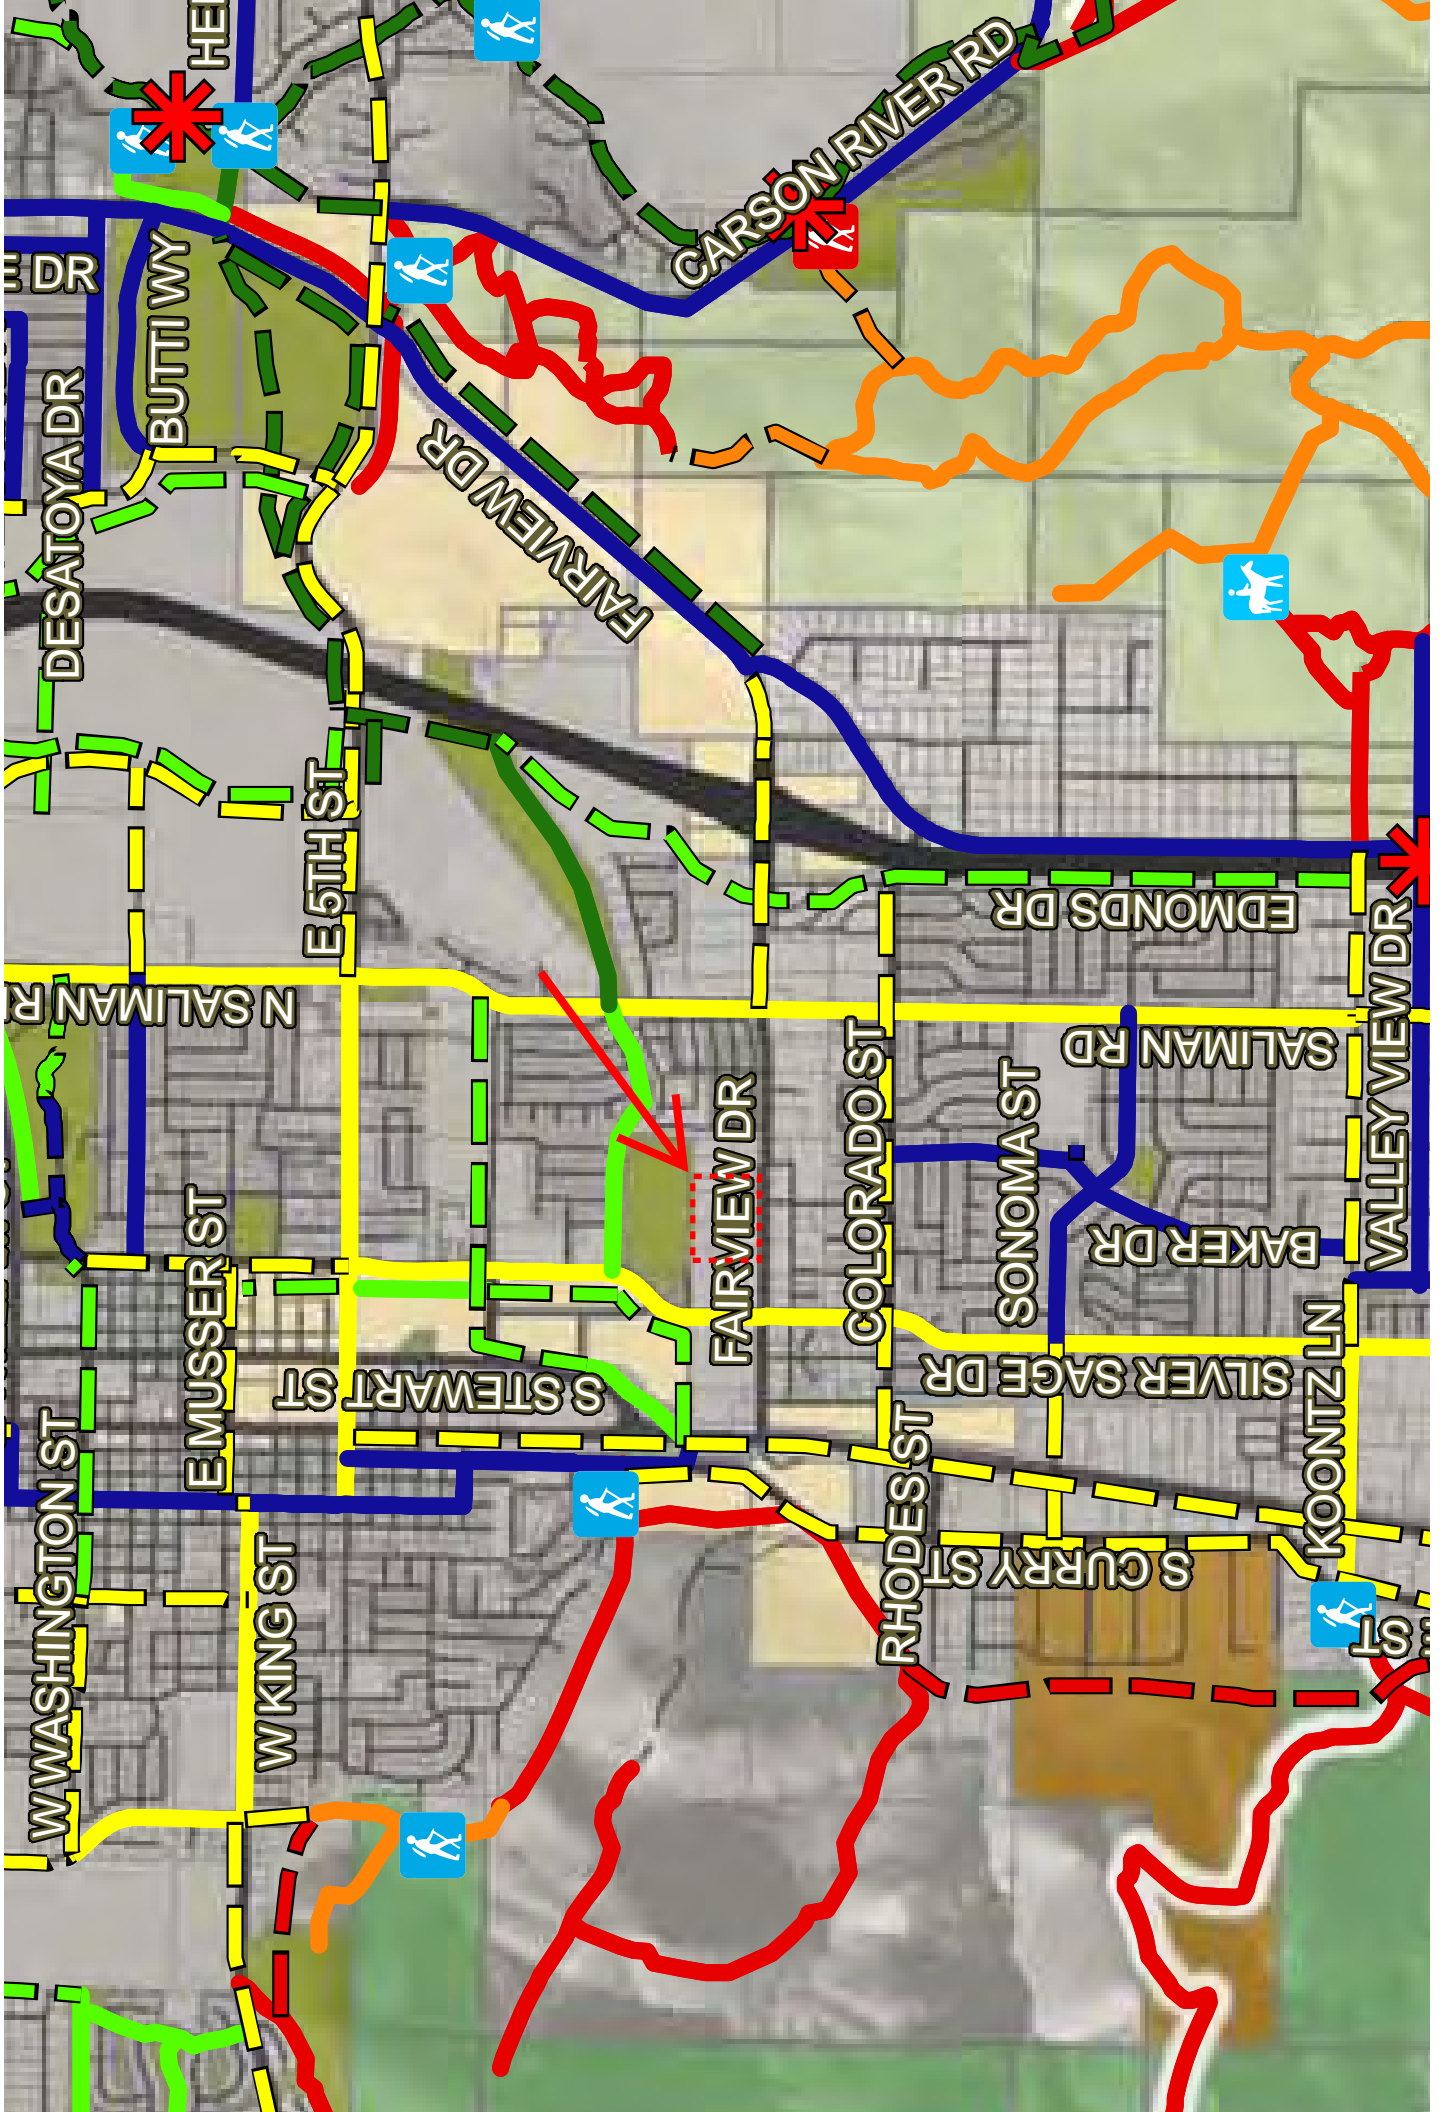 HE
CARSON RIVER RD
E DR
BUTTI WY
DESATOYA DR
FAIRVIEW DR
E 5TH ST
EDMONDS DR
N SALIMAN R
SALIMAN RD
VALLEY VIEW DR
FAIRVIEW DR
COLORADO ST
SONOMA ST
BAKER DR
E MUSSER ST
S STEWART ST
SILVER SAGE DR
KOONTZ LN
W WASHINGTON ST
W KING ST
RHODES ST
S CURRY ST
ST